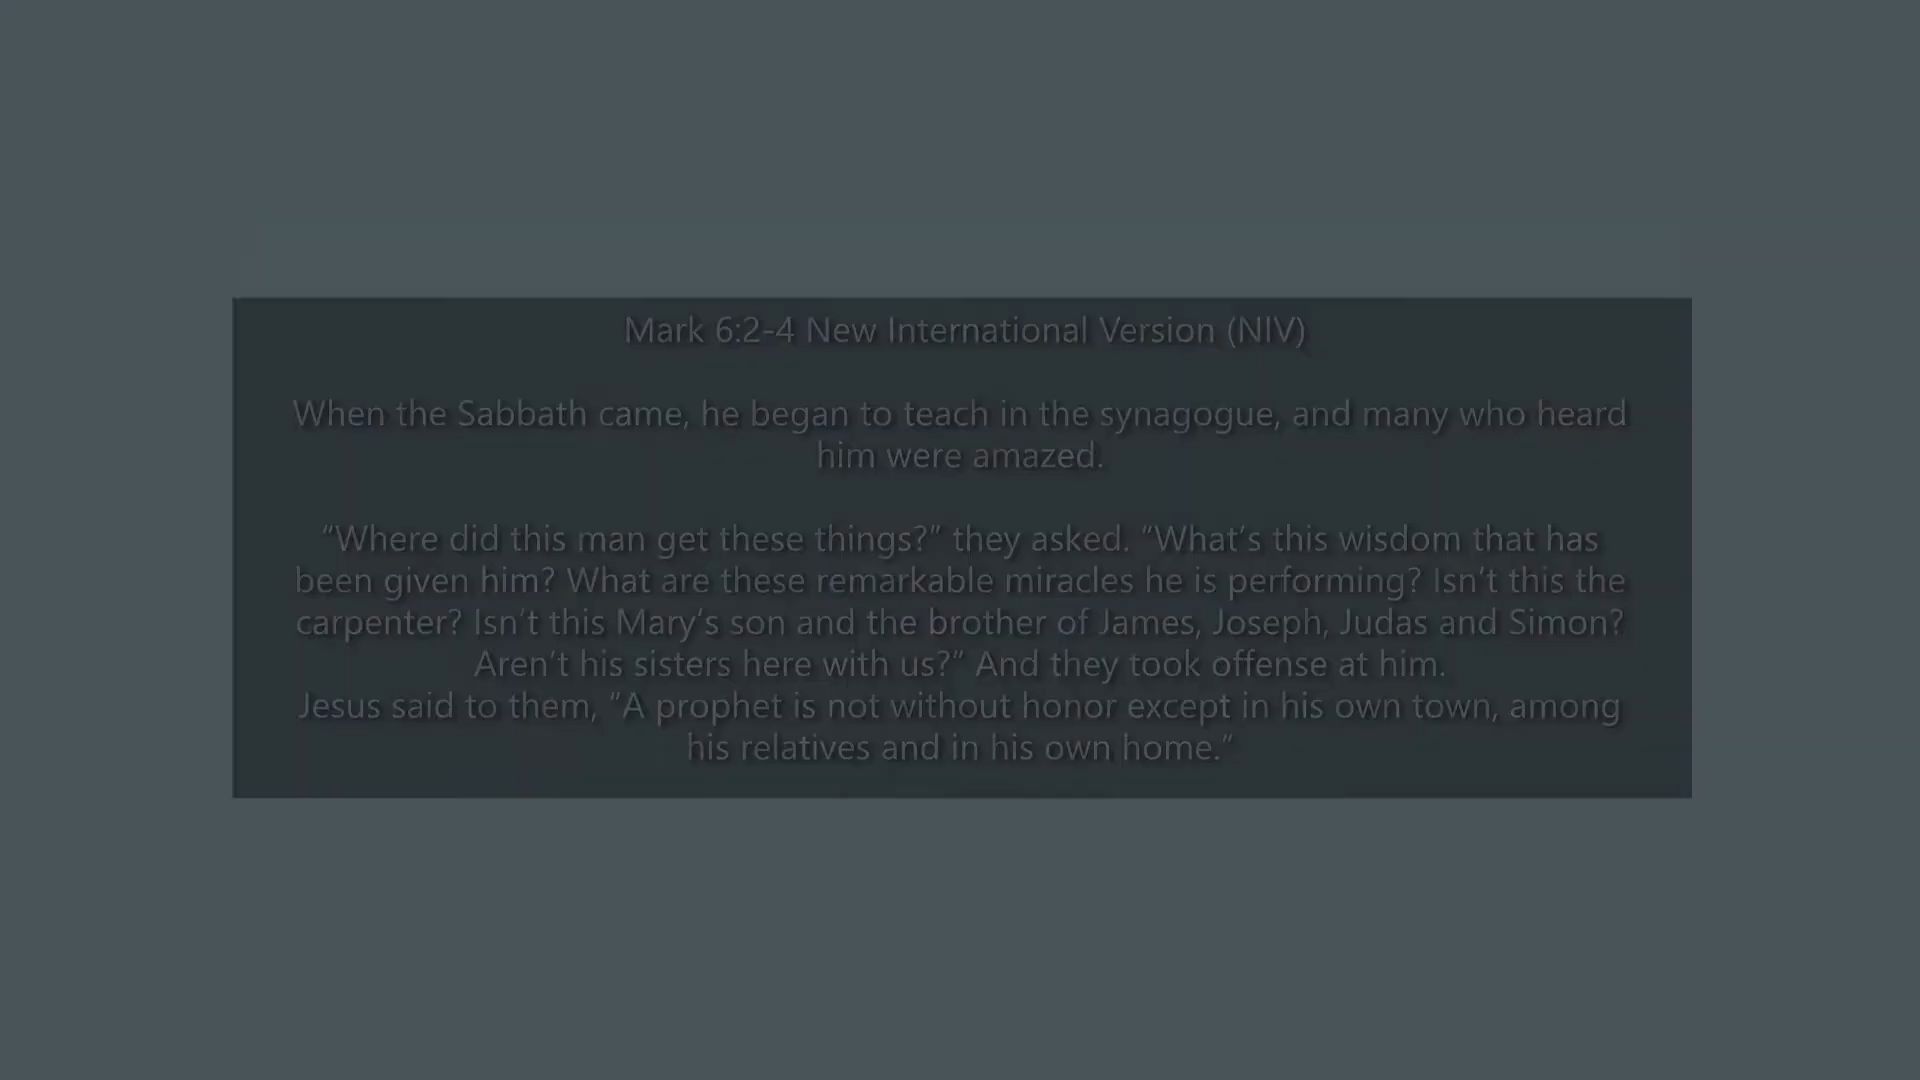 Mark 6:2-4 New International Version (NIV)
When the Sabbath came, he began to teach in the synagogue, and many who heard
him were amazed.
“Where did this man get these things?” they asked. “What’s this wisdom that has
been given him? What are these remarkable miracles he is performing? Isn’t this the
carpenter? Isn’t this Mary’s son and the brother of James, Joseph, Judas and Simon?
Aren’t his sisters here with us?” And they took offense at him.
Jesus said to them, “A prophet is not without honor except in his own town, among
his relatives and in his own home.”